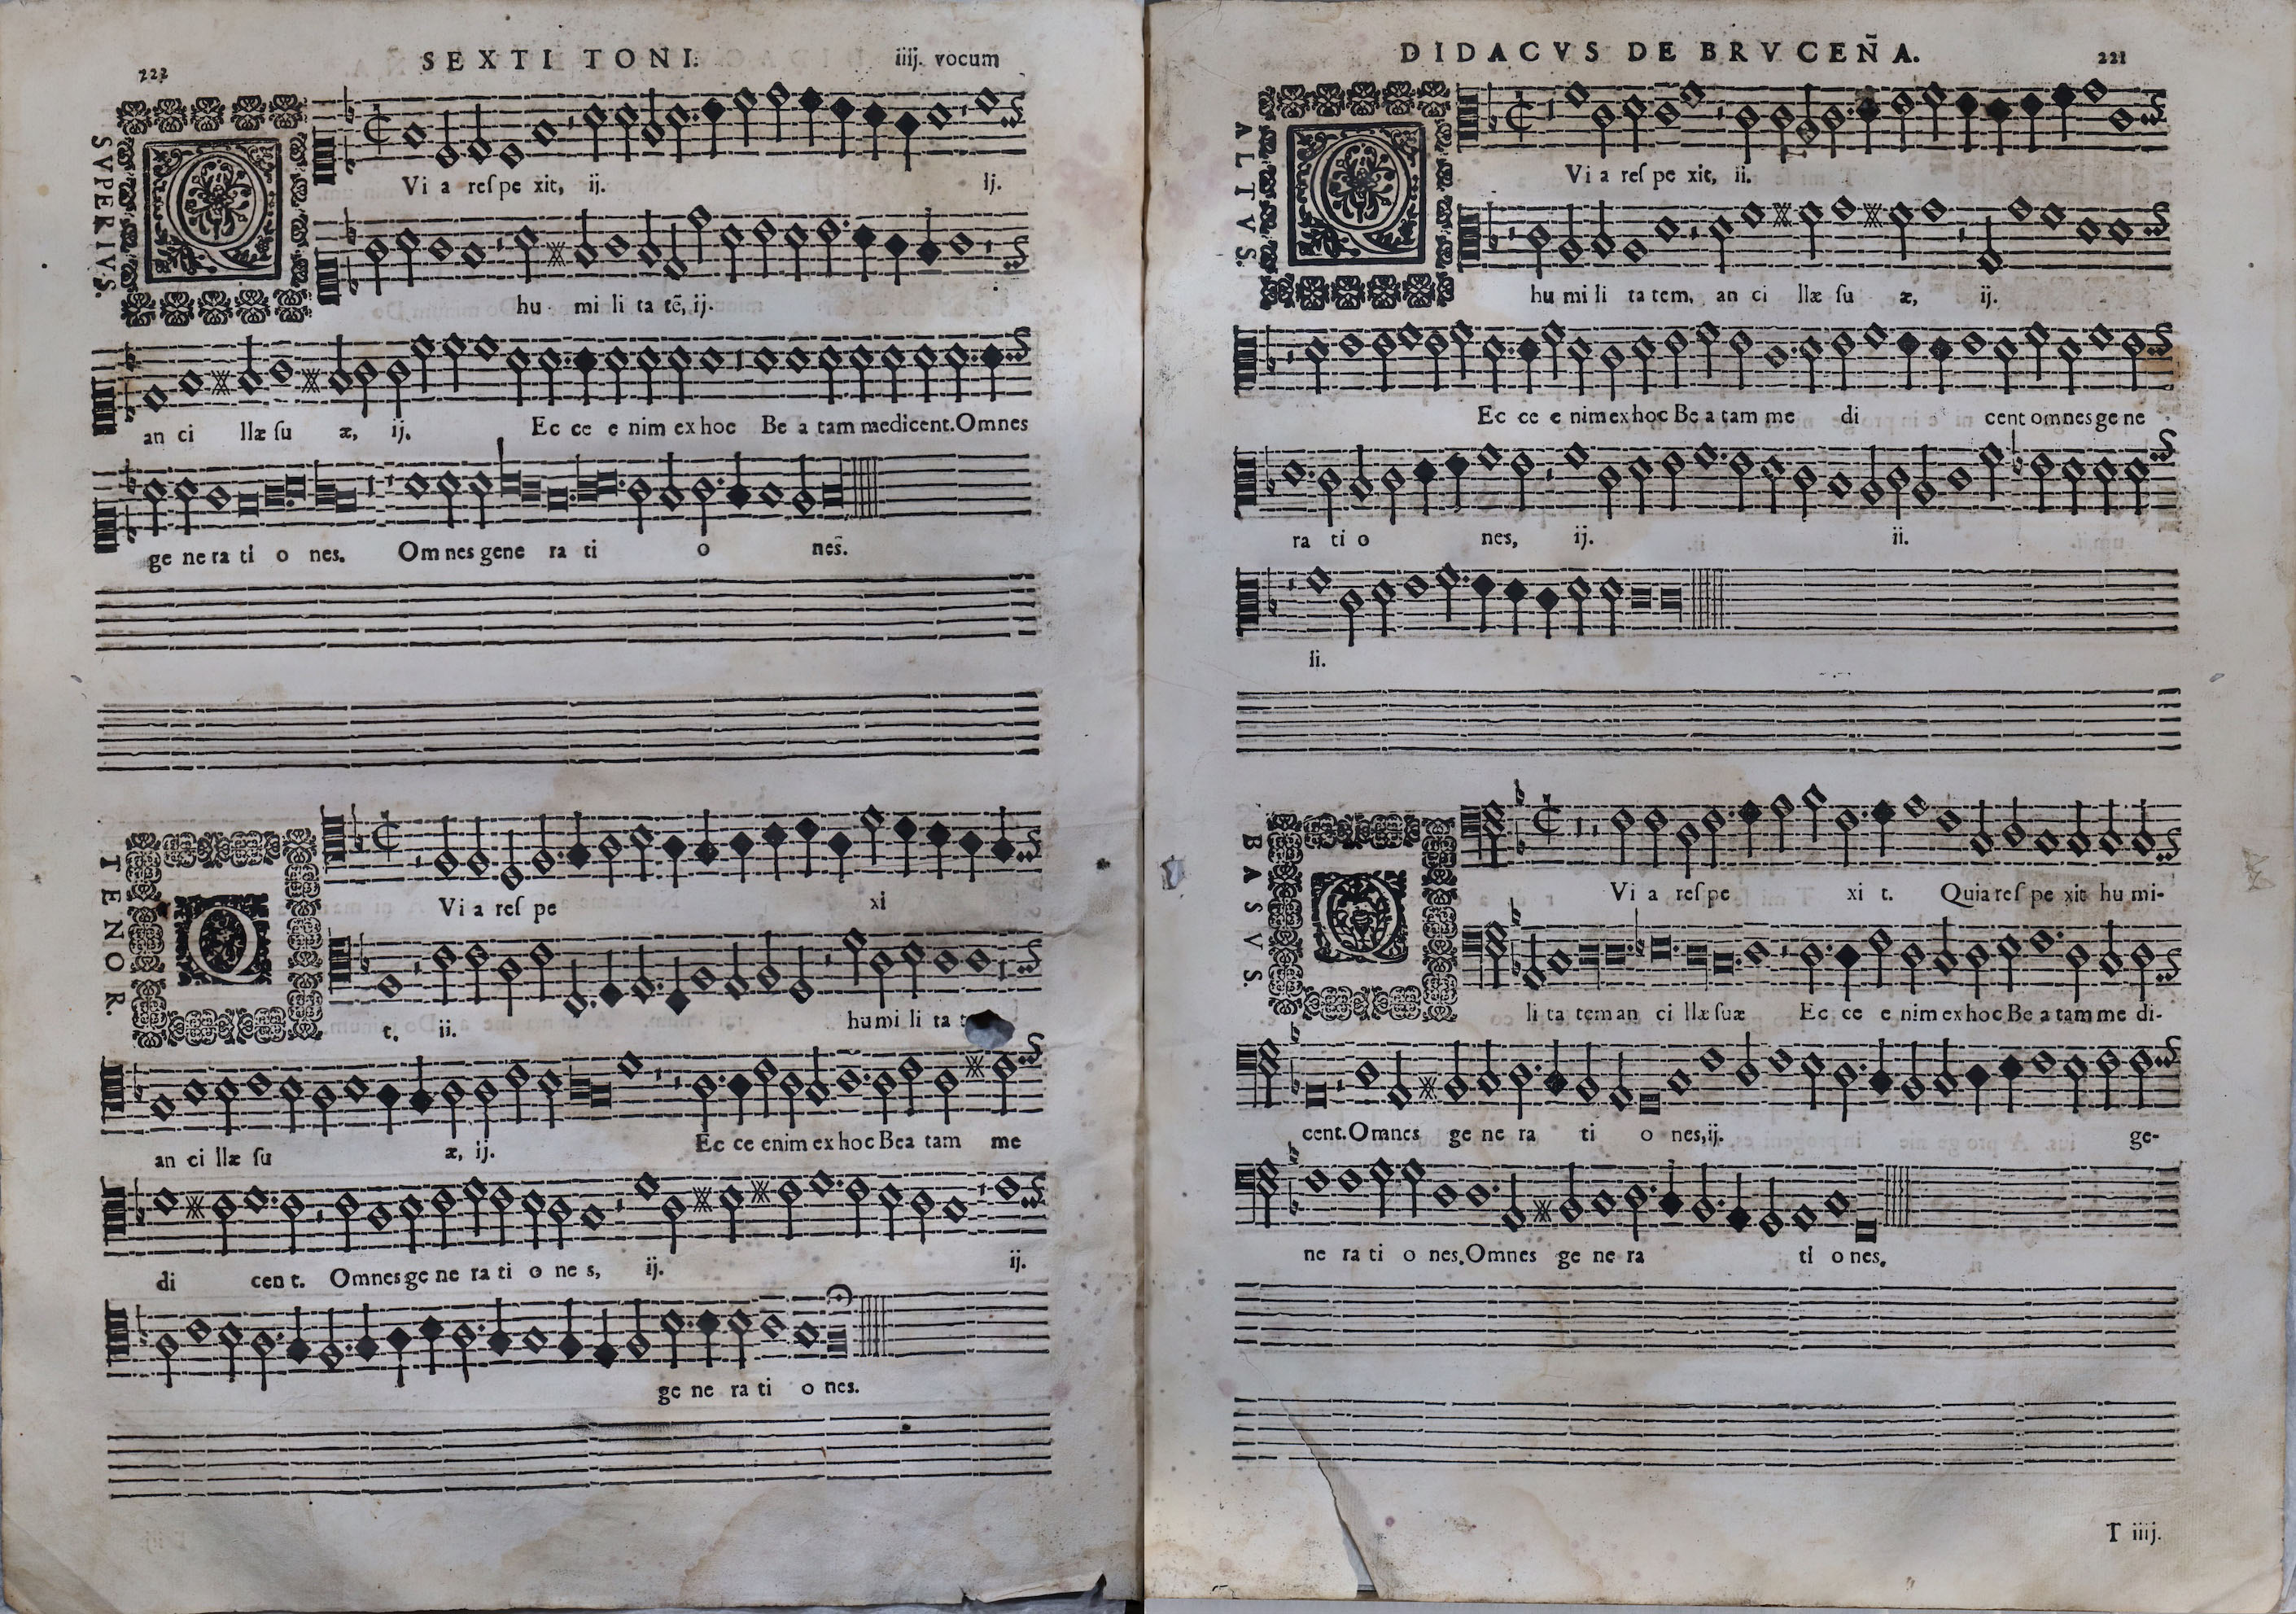 222 SEXTI TONI. iiij. vocum
SVPERIVS.
Q
Vi a reſ pe xit, ij. ij.
hu mi li ta tē, ij.
an ci llæ ſu æ, ij. Ec ce e nim ex hoc Be a tam me dicent. Omnes
ge ne ra ti o nes. Om nes gene ra ti o nes.
TENOR.
Q
Vi a reſ pe xi
t. ii. hu mi li ta
an ci llæ ſu æ, ij. Ec ce enim ex hoc Bea tam me
di cen t. Omnes ge ne ra ti o ne s, ij. ij.
ge ne ra ti o nes.
DIDACVS DE BRVCEÑA. 221
ALTVS.
Q
Vi a reſ pe xit, ii.
hu mi li ta tem, an ci llæ ſu æ, ij.
Ec ce e nim ex hoc Be a tam me di cent omnes ge ne
ra ti o nes, ij. ii.
ii.
BASVS.
Q
Vi a reſ pe xi t. Quia reſ pe xit hu mi-
li ta tem an ci llæ ſuæ Ec ce e nim ex hoc Be a tam me di-
cent. Omnes ge ne ra ti o nes, ij. ge-
ne ra ti o nes. Omnes ge ne ra ti o nes.
T iiij.